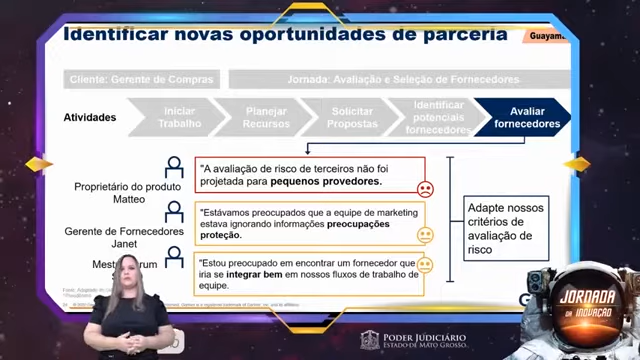 Identificar novas oportunidades de parceria
Cliente: Gerente de Compras
Jornada: Avaliação e Seleção de Fornecedores
Atividades
Iniciar
Trabalho
Planejar
Recursos
Solicitar
Propostas
Identificar
potenciais
fornecedores
Avaliar
fornecedores
Proprietário do produto
Matteo
"A avaliação de risco de terceiros não foi
projetada para pequenos provedores.
Gerente de Fornecedores
Janet
"Estávamos preocupados que a equipe de marketing
estava ignorando informações preocupações
proteção.
"Estou preocupado em encontrar um fornecedor que
iria se integrar bem em nossos fluxos de trabalho de
equipe.
Adapte nossos
critérios de
avaliação de
risco
JORNADA
DA INOVAÇÃO
PODER JUDICIÁRIO
ESTADO DE MATO GROSSO